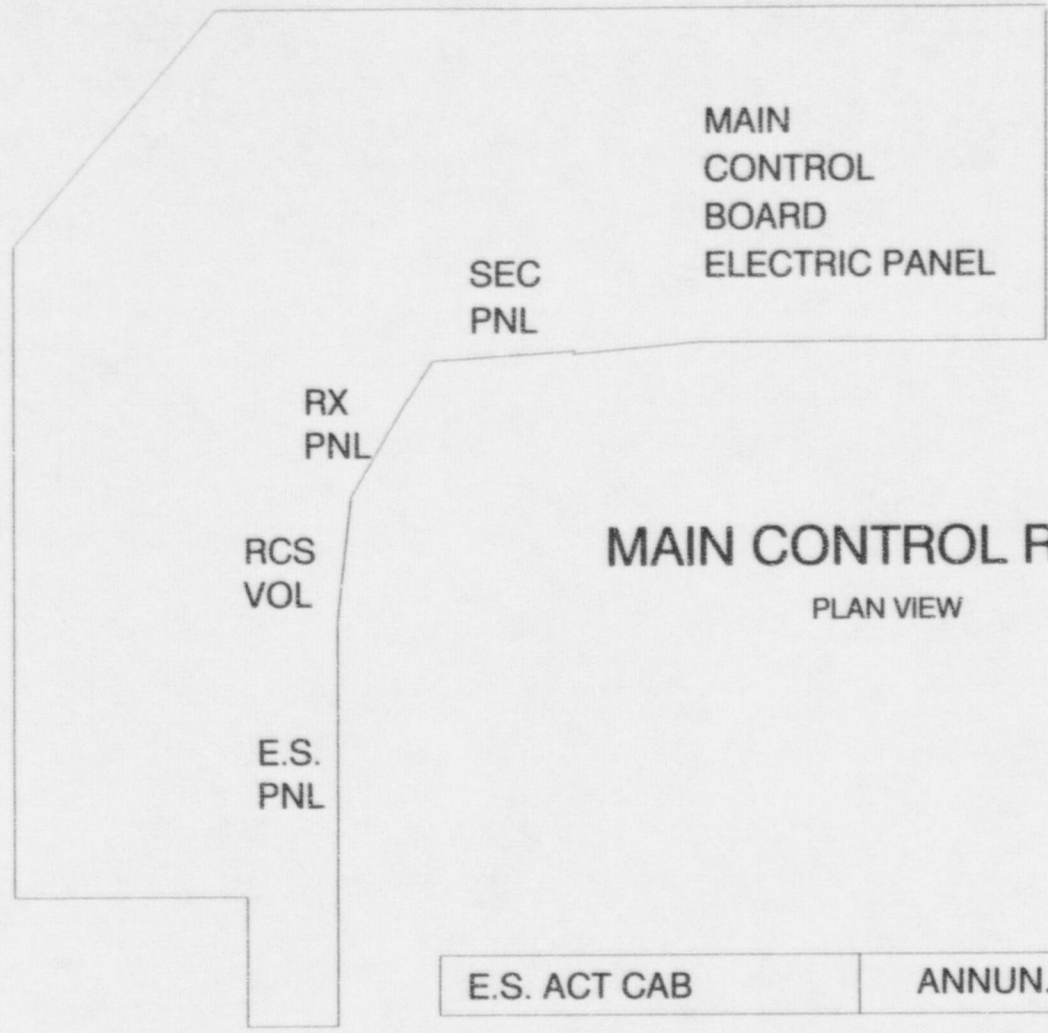 MAIN
CONTROL
BOARD
ELECTRIC PANEL
SEC
PNL
RX
PNL
RCS
VOL
MAIN CONTROL R
PLAN VIEW
E.S.
PNL
E.S. ACT CAB
ANNUN.